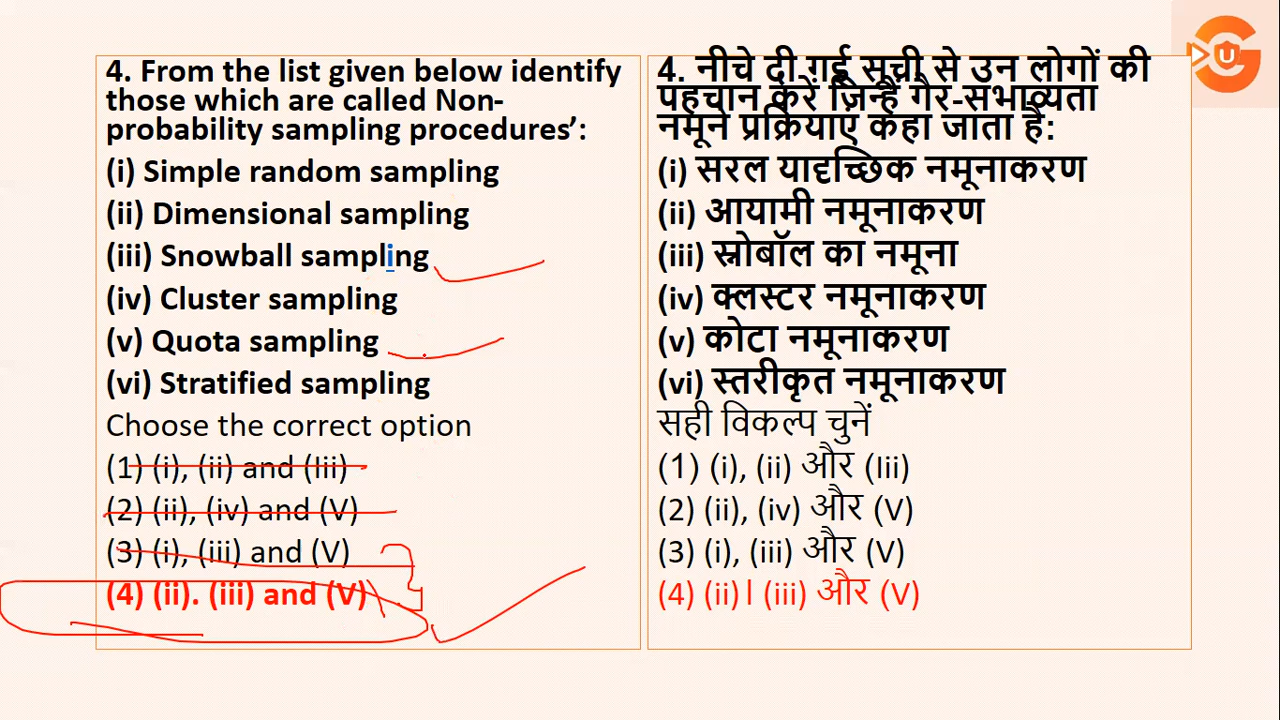 4. From the list given below identify
those which are called Non-
probability sampling procedures’:
(i) Simple random sampling
(ii) Dimensional sampling
(iii) Snowball sampling
(iv) Cluster sampling
(v) Quota sampling
(vi) Stratified sampling
Choose the correct option
(1) (i), (ii) and (Iii)
(2) (ii), (iv) and (V)
(3) (i), (iii) and (V)
(4) (ii). (iii) and (V)
4. नीचे दी गई सूची से उन लोगों की
पहचान करें जिन्हें गैर-संभाव्यता
नमूने प्रक्रियाएं कहा जाता है:
(i) सरल यादृच्छिक नमूनाकरण
(ii) आयामी नमूनाकरण
(iii) स्नोबॉल का नमूना
(iv) क्लस्टर नमूनाकरण
(v) कोटा नमूनाकरण
(vi) स्तरीकृत नमूनाकरण
सही विकल्प चुनें
(1) (i), (ii) और (Iii)
(2) (ii), (iv) और (V)
(3) (i), (iii) और (V)
(4) (ii)। (iii) और (V)